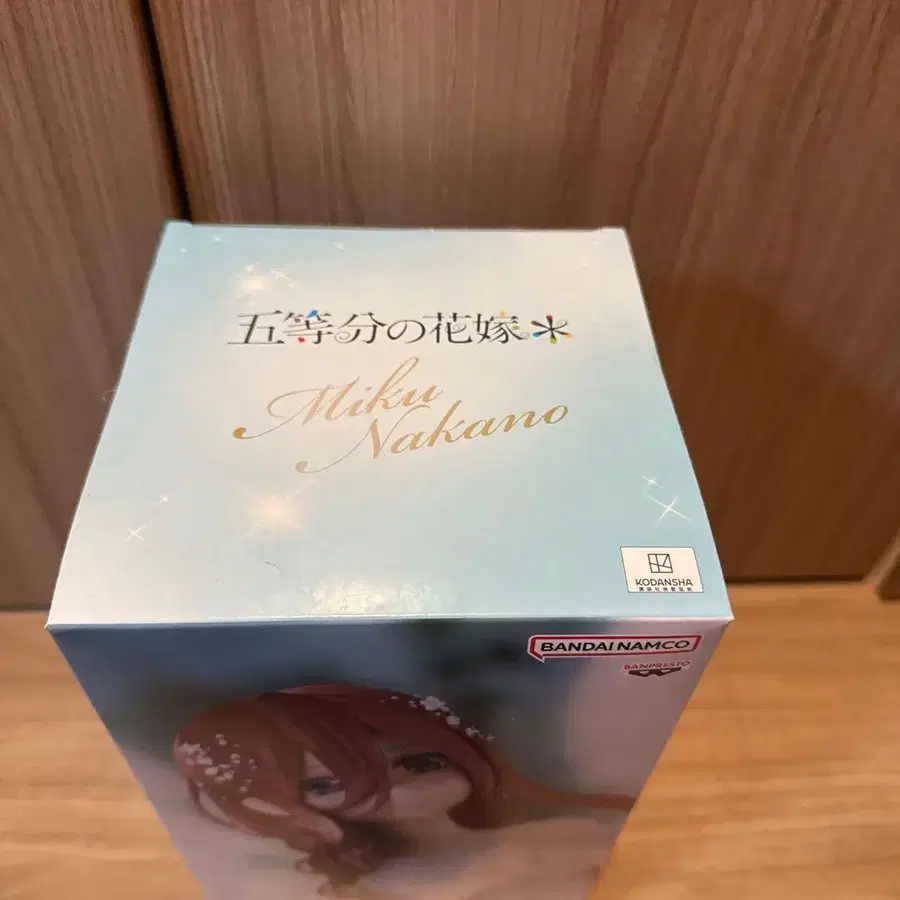 五等分の花嫁*
Miku
Nakano
KODANSHA
BANDAI NAMCO
BANPRESTO